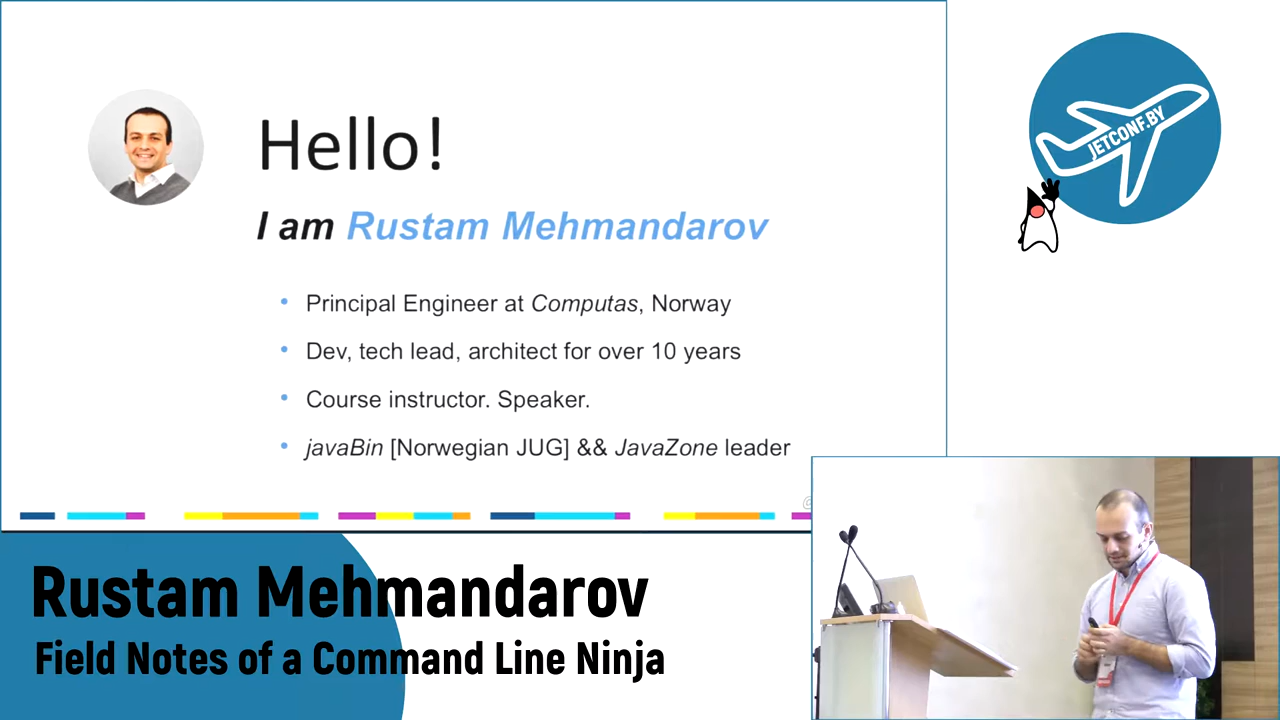 Hello!
I am Rustam Mehmandarov
• Principal Engineer at Computas, Norway
• Dev, tech lead, architect for over 10 years
• Course instructor. Speaker.
• javaBin [Norwegian JUG] && JavaZone leader
JETCONF.BY
Rustam Mehmandarov
Field Notes of a Command Line Ninja